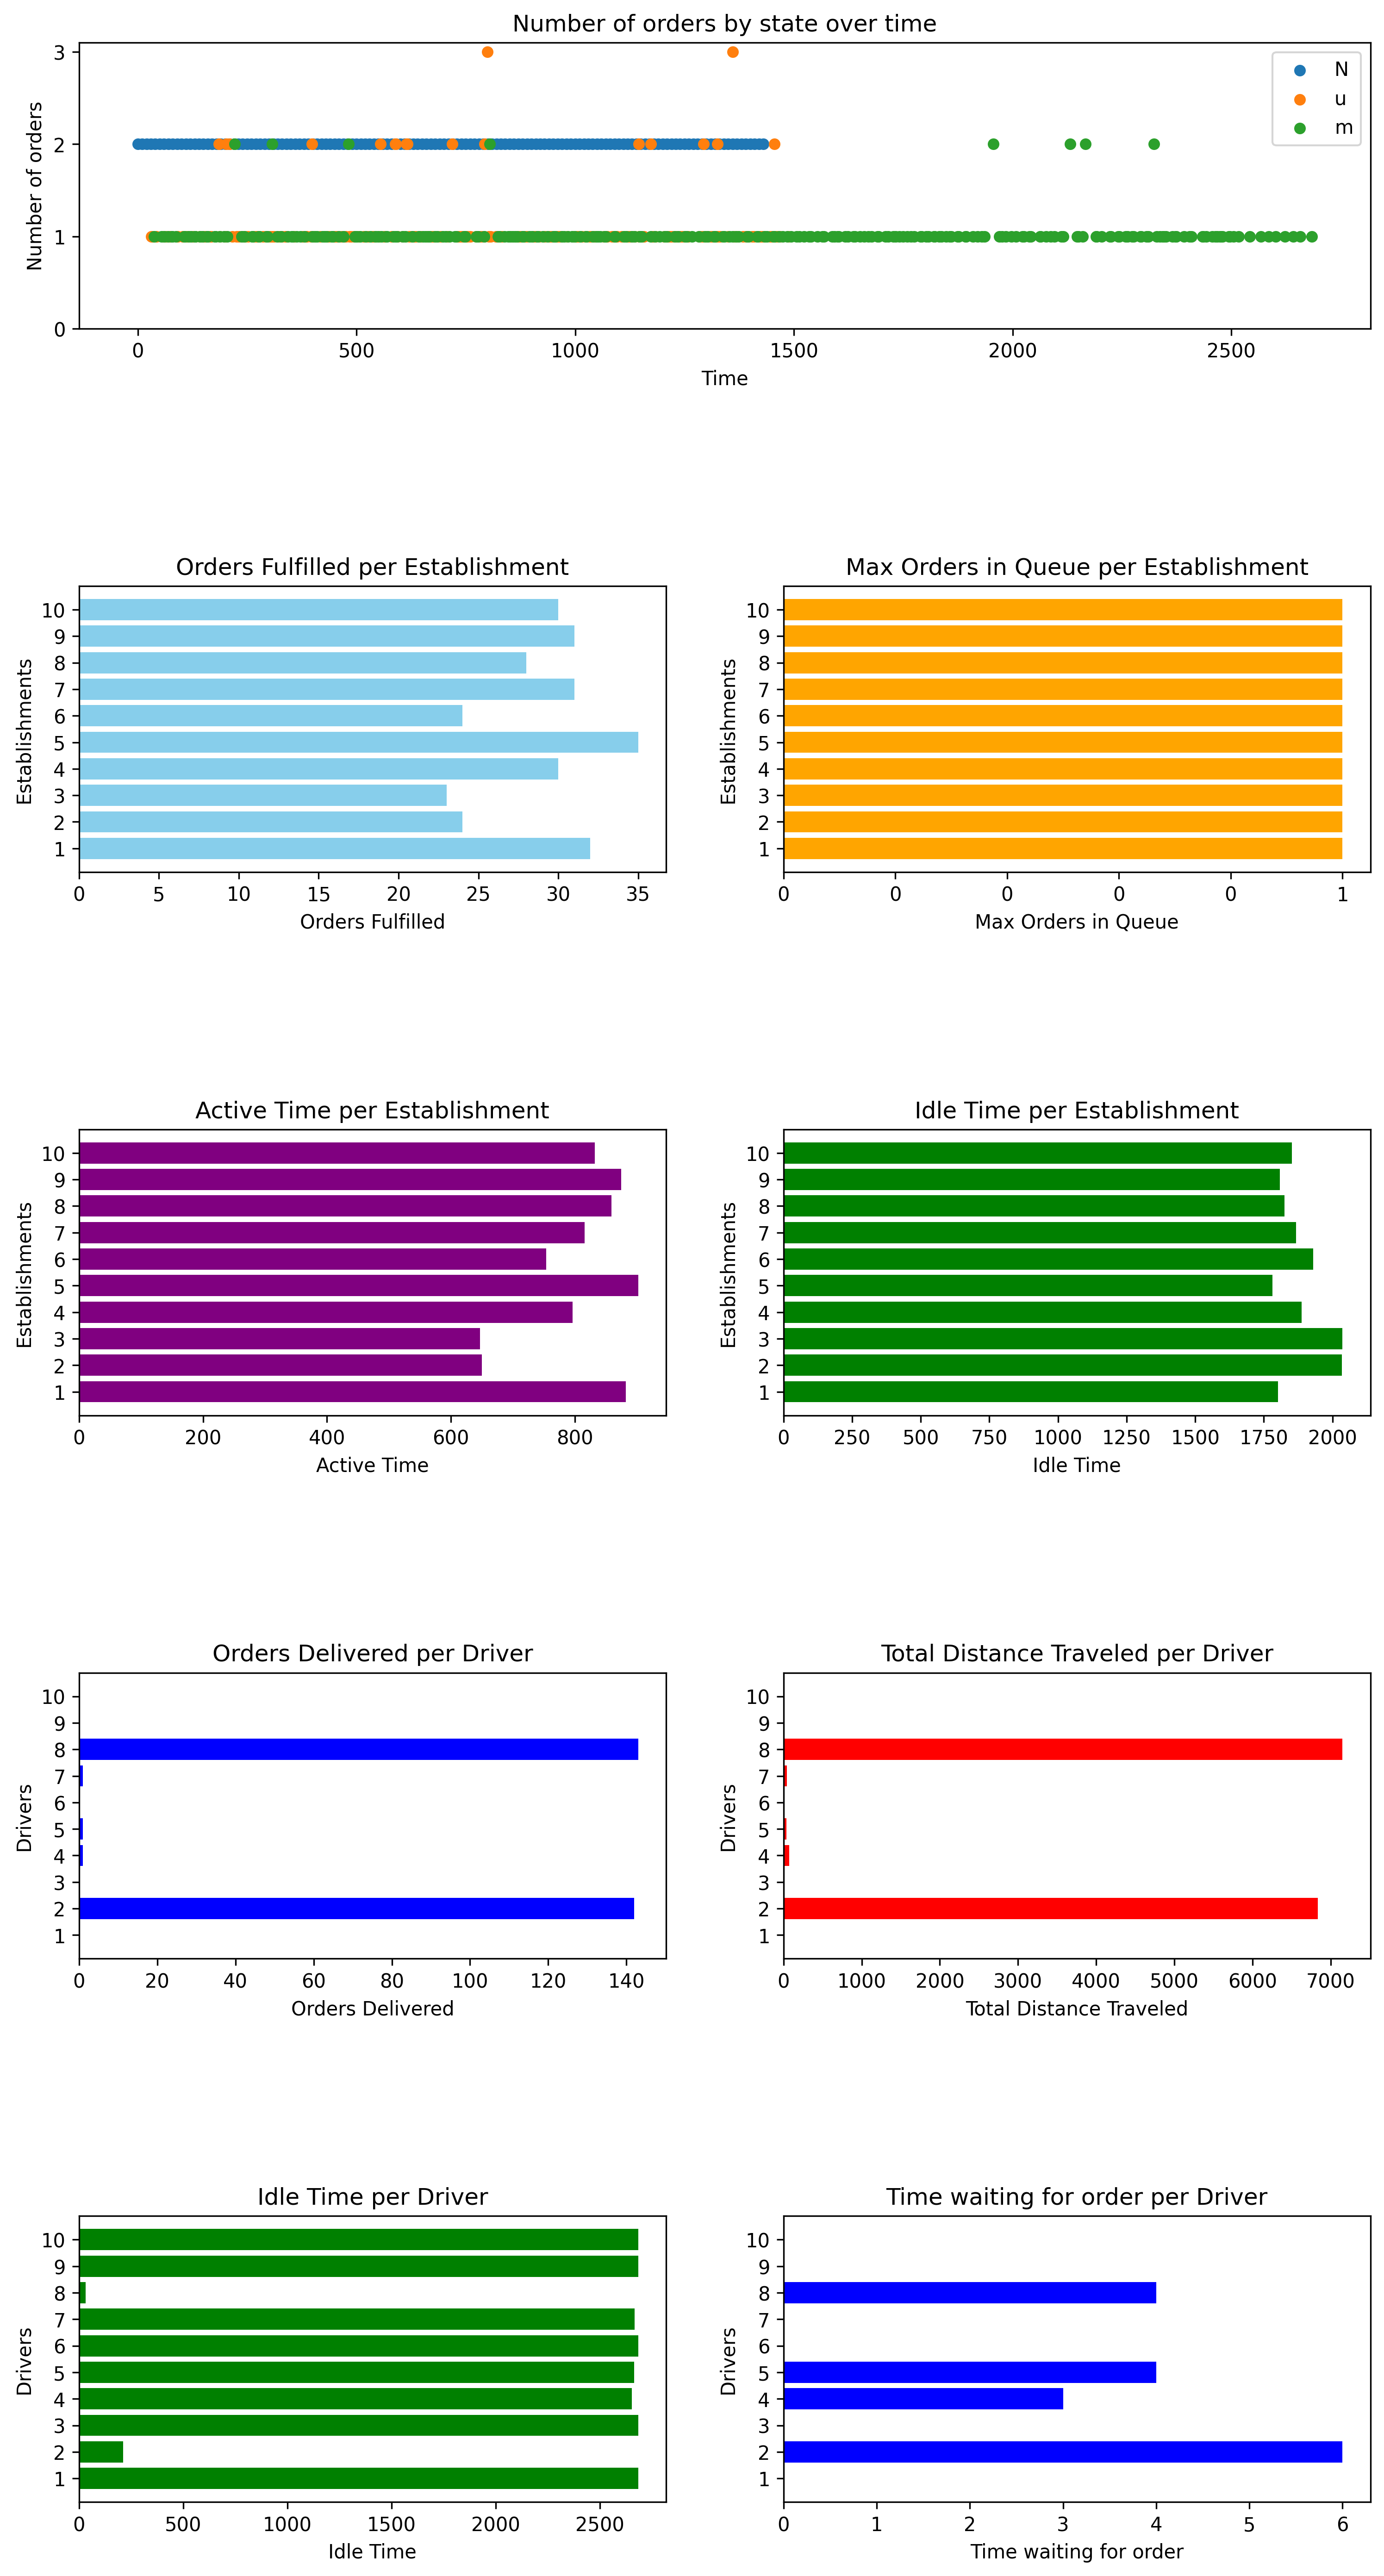 Number of orders by state over time
Number of orders
3
2
1
0
N
u
m
0 500 1000 1500 2000 2500
Time
Orders Fulfilled per Establishment
Establishments
10
9
8
7
6
5
4
3
2
1
0 5 10 15 20 25 30 35
Orders Fulfilled
Max Orders in Queue per Establishment
Establishments
10
9
8
7
6
5
4
3
2
1
0 0 0 0 0 1
Max Orders in Queue
Active Time per Establishment
Establishments
10
9
8
7
6
5
4
3
2
1
0 200 400 600 800
Active Time
Idle Time per Establishment
Establishments
10
9
8
7
6
5
4
3
2
1
0 250 500 750 1000 1250 1500 1750 2000
Idle Time
Orders Delivered per Driver
Drivers
10
9
8
7
6
5
4
3
2
1
0 20 40 60 80 100 120 140
Orders Delivered
Total Distance Traveled per Driver
Drivers
10
9
8
7
6
5
4
3
2
1
0 1000 2000 3000 4000 5000 6000 7000
Total Distance Traveled
Idle Time per Driver
Drivers
10
9
8
7
6
5
4
3
2
1
0 500 1000 1500 2000 2500
Idle Time
Time waiting for order per Driver
Drivers
10
9
8
7
6
5
4
3
2
1
0 1 2 3 4 5 6
Time waiting for order